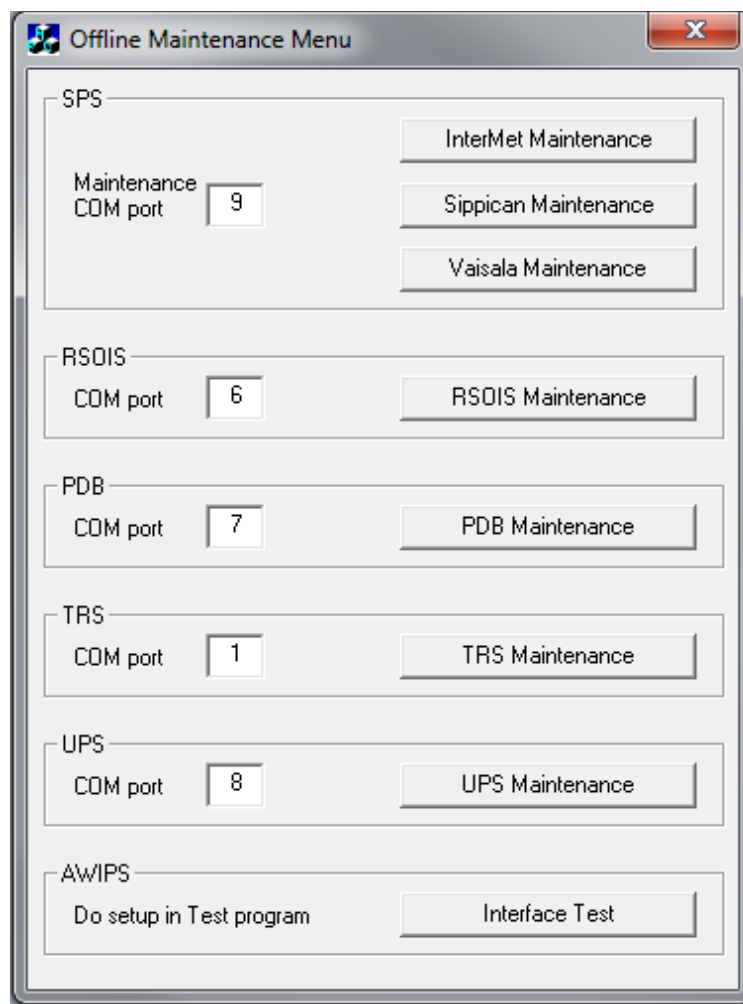 Offline Maintenance Menu
SPS
InterMet Maintenance
Maintenance
COM port 9
Sippican Maintenance
Vaisala Maintenance
RSOIS
COM port 6 RSOIS Maintenance
PDB
COM port 7 PDB Maintenance
TRS
COM port 1 TRS Maintenance
UPS
COM port 8 UPS Maintenance
AWIPS
Do setup in Test program Interface Test